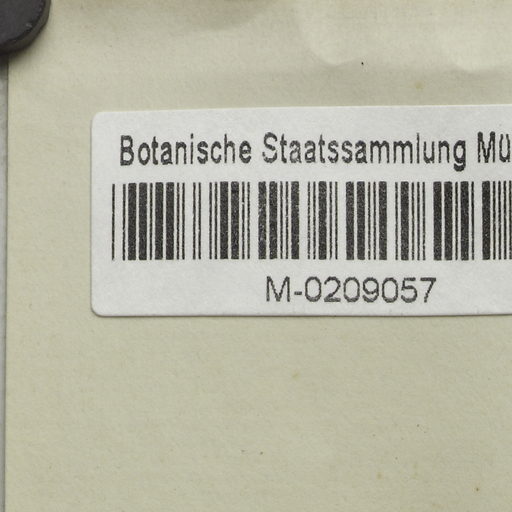 Botanische Staatssammlung Mü
M-0209057